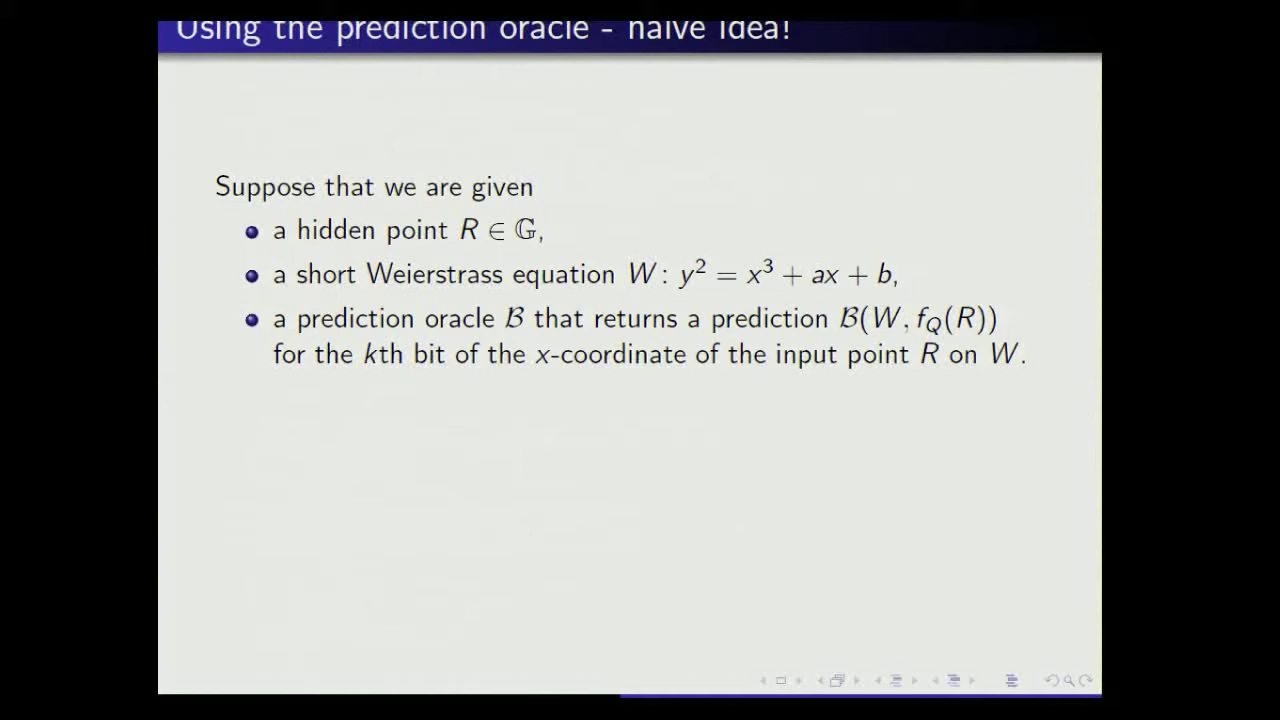 Using the prediction oracle - naive idea!
Suppose that we are given
a hidden point R ∈ 𝔾,
a short Weierstrass equation W: y² = x³ + ax + b,
a prediction oracle ℬ that returns a prediction ℬ(W, f_Q(R))
for the kth bit of the x-coordinate of the input point R on W.